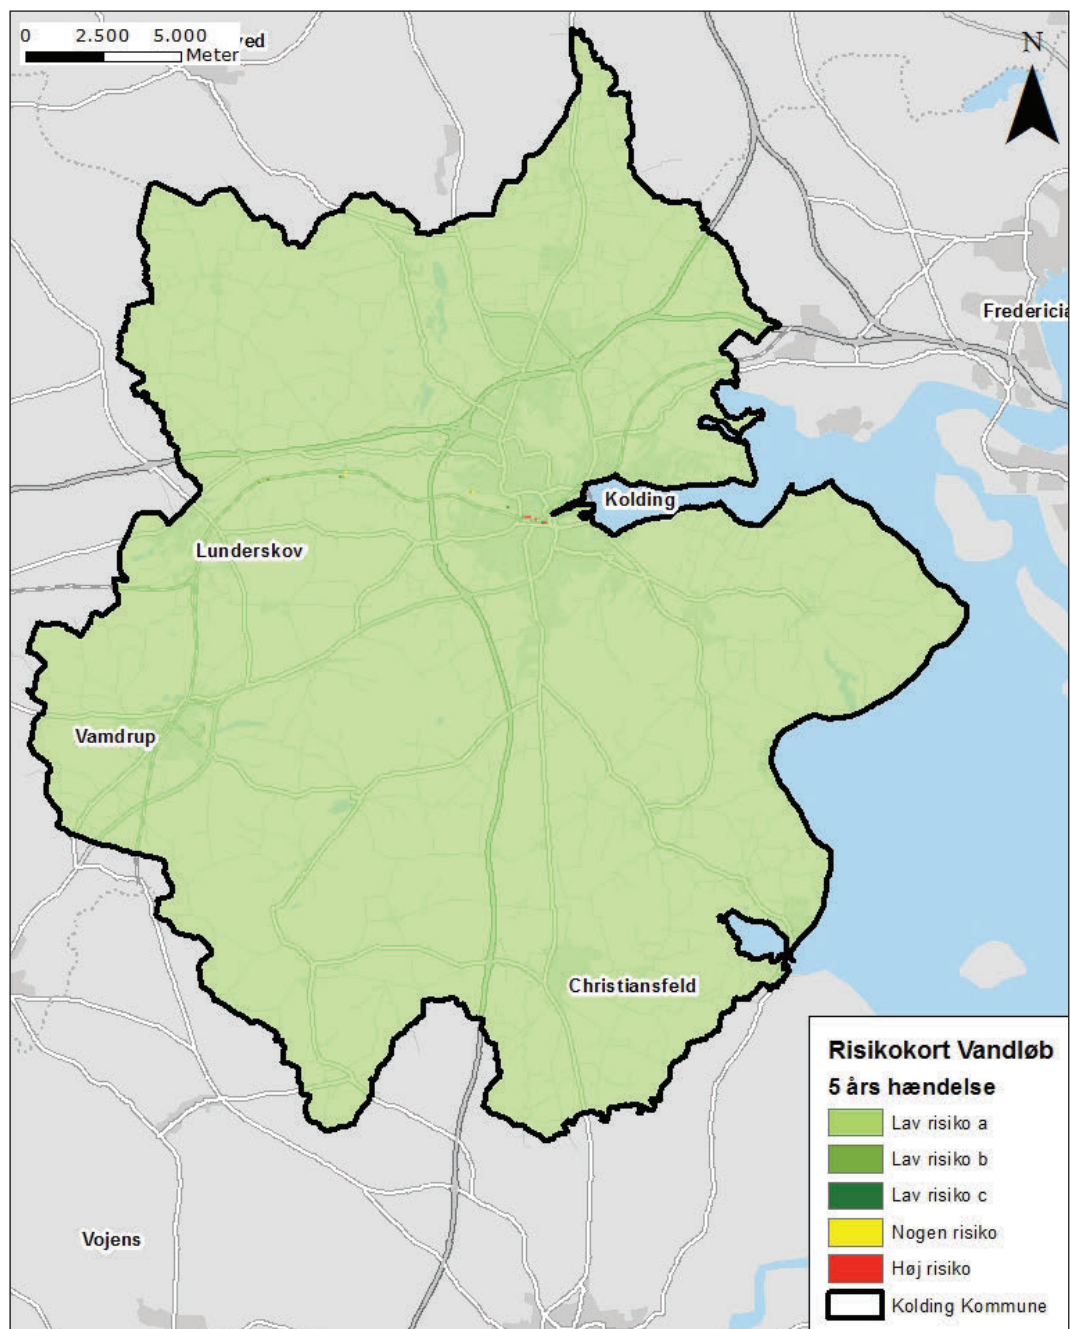 0 2.500 5.000
Meter
ved
N
Fredericia
Kolding
Lunderskov
Vamdrup
Christiansfeld
Vojens
Risikokort Vandløb
5 års hændelse
Lav risiko a
Lav risiko b
Lav risiko c
Nogen risiko
Høj risiko
Kolding Kommune